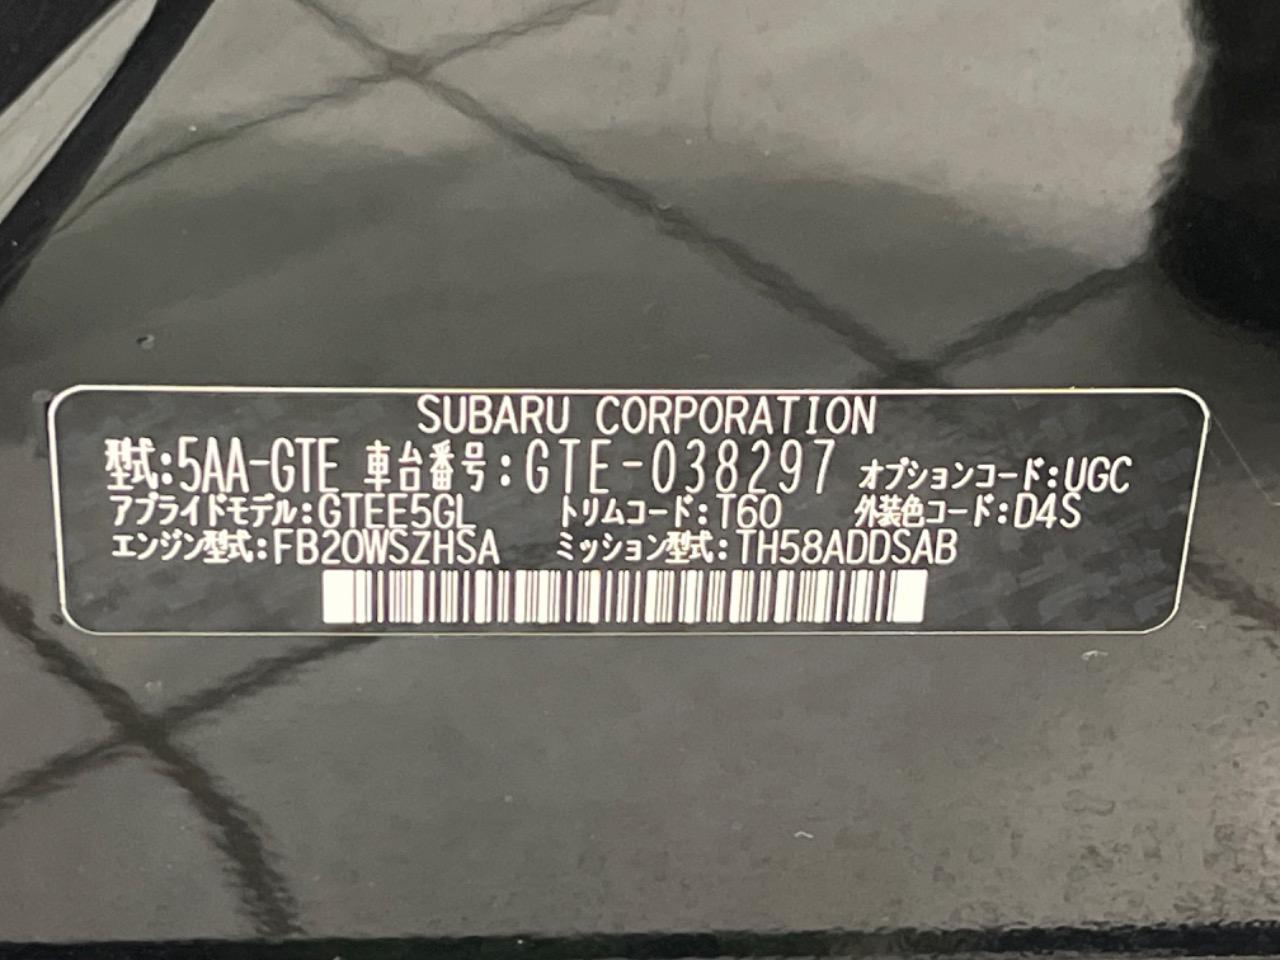 SUBARU CORPORATION
型式:5AA-GTE 車台番号:GTE-038297 オプションコード:UGC
アプライドモデル:GTEE5GL トリムコード:T60 外装色コード:D4S
エンジン型式:FB20WSZHSA ミッション型式:TH58ADDSAB